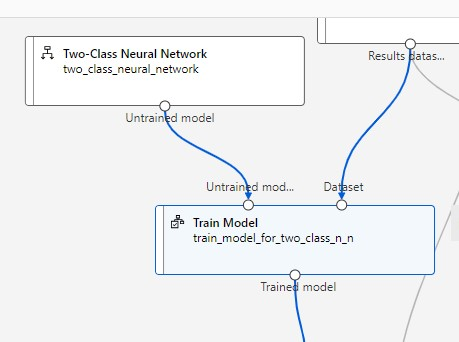 Two-Class Neural Network
two_class_neural_network
Results datas...
Untrained model
Untrained mod...
Dataset
Train Model
train_model_for_two_class_n_n
Trained model